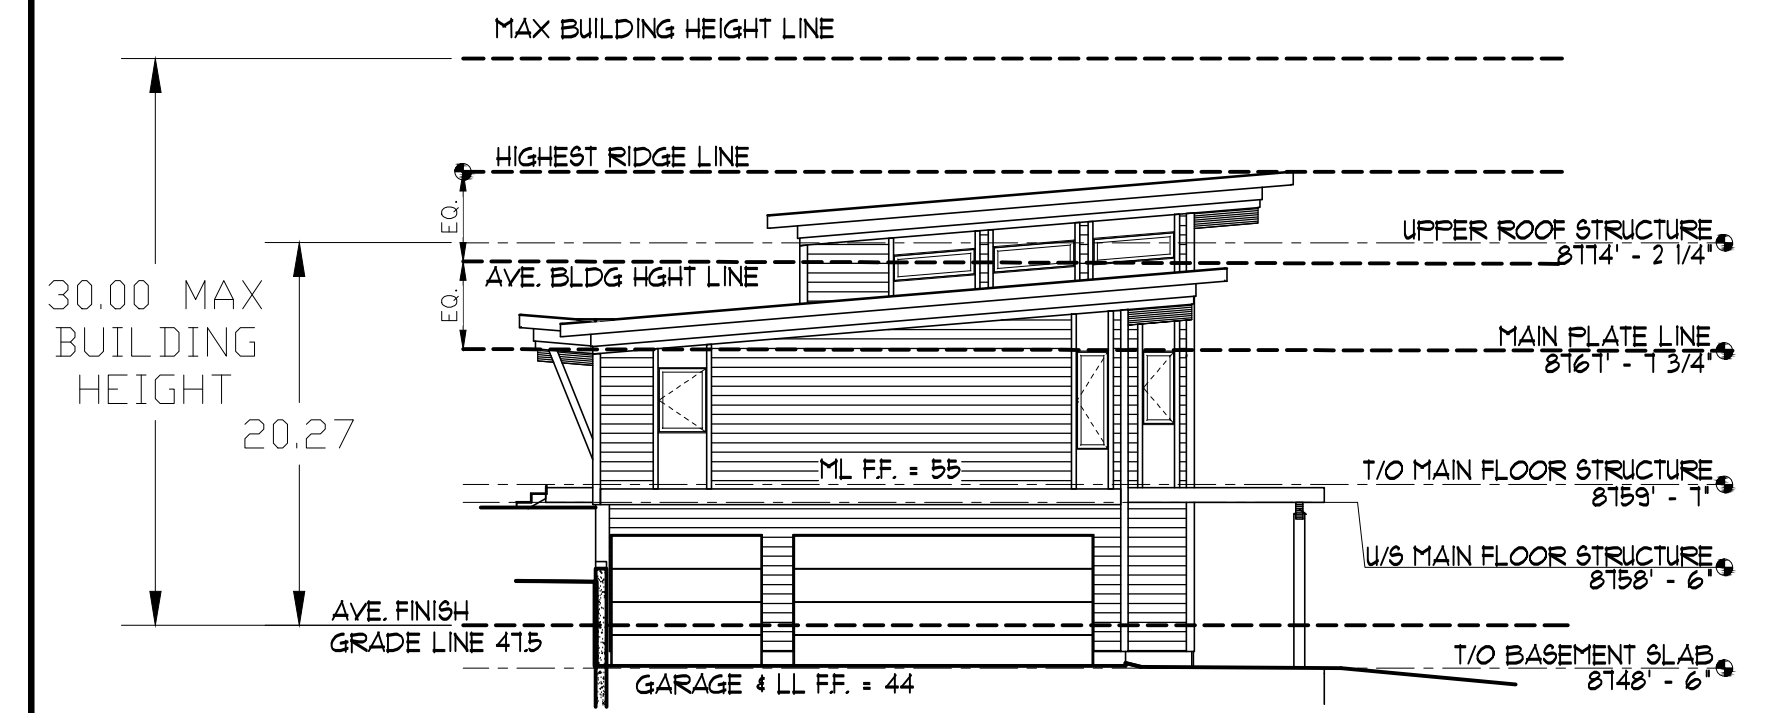 MAX BUILDING HEIGHT LINE
HIGHEST RIDGE LINE
EQ.
UPPER ROOF STRUCTURE
8774' - 2 1/4"
AVE. BLDG HGHT LINE
EQ.
30.00 MAX
BUILDING
HEIGHT
MAIN PLATE LINE
8767' - 7 3/4"
20.27
ML F.F. = 55
T/O MAIN FLOOR STRUCTURE
8759' - 7"
U/S MAIN FLOOR STRUCTURE
8758' - 6"
AVE. FINISH
GRADE LINE 47.5
T/O BASEMENT SLAB
8748' - 6"
GARAGE & LL F.F. = 44